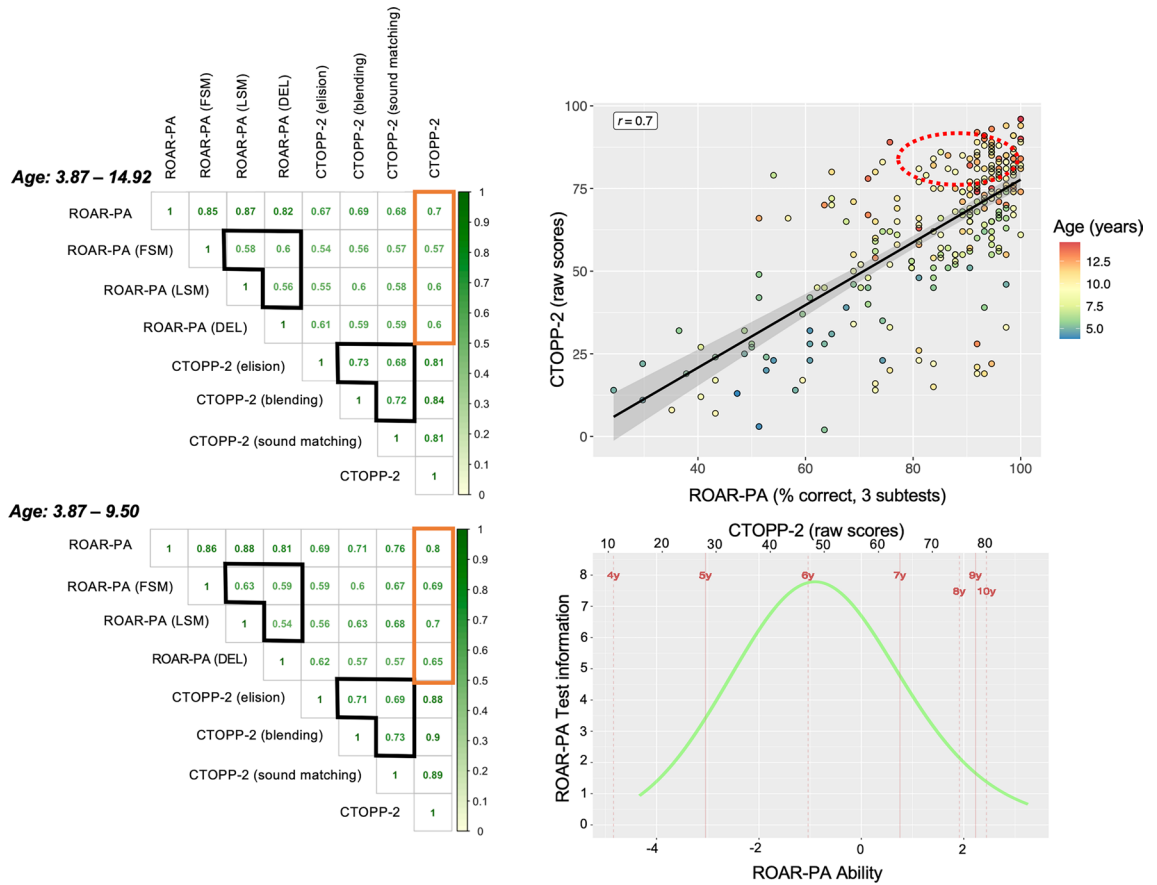 ROAR-PA
ROAR-PA (FSM)
ROAR-PA (LSM)
ROAR-PA (DEL)
CTOPP-2 (elision)
CTOPP-2 (blending)
CTOPP-2 (sound matching)
CTOPP-2
Age: 3.87 – 14.92
ROAR-PA 1 0.85 0.87 0.82 0.67 0.69 0.68 0.7
ROAR-PA (FSM) 1 0.58 0.6 0.54 0.56 0.57 0.57
ROAR-PA (LSM) 1 0.56 0.55 0.6 0.58 0.6
ROAR-PA (DEL) 1 0.61 0.59 0.59 0.6
CTOPP-2 (elision) 1 0.73 0.68 0.81
CTOPP-2 (blending) 1 0.72 0.84
CTOPP-2 (sound matching) 1 0.81
CTOPP-2 1
1
0.9
0.8
0.7
0.6
0.5
0.4
0.3
0.2
0.1
0
Age: 3.87 – 9.50
ROAR-PA 1 0.86 0.88 0.81 0.69 0.71 0.76 0.8
ROAR-PA (FSM) 1 0.63 0.59 0.59 0.6 0.67 0.69
ROAR-PA (LSM) 1 0.54 0.56 0.63 0.68 0.7
ROAR-PA (DEL) 1 0.62 0.57 0.57 0.65
CTOPP-2 (elision) 1 0.71 0.69 0.88
CTOPP-2 (blending) 1 0.73 0.9
CTOPP-2 (sound matching) 1 0.89
CTOPP-2 1
1
0.9
0.8
0.7
0.6
0.5
0.4
0.3
0.2
0.1
0
r = 0.7
CTOPP-2 (raw scores)
100
75
50
25
0
40 60 80 100
ROAR-PA (% correct, 3 subtests)
Age (years)
12.5
10.0
7.5
5.0
CTOPP-2 (raw scores)
10 20 30 40 50 60 70 80
4y 5y 6y 7y 8y 9y 10y
ROAR-PA Test information
8
7
6
5
4
3
2
1
0
-4 -2 0 2
ROAR-PA Ability